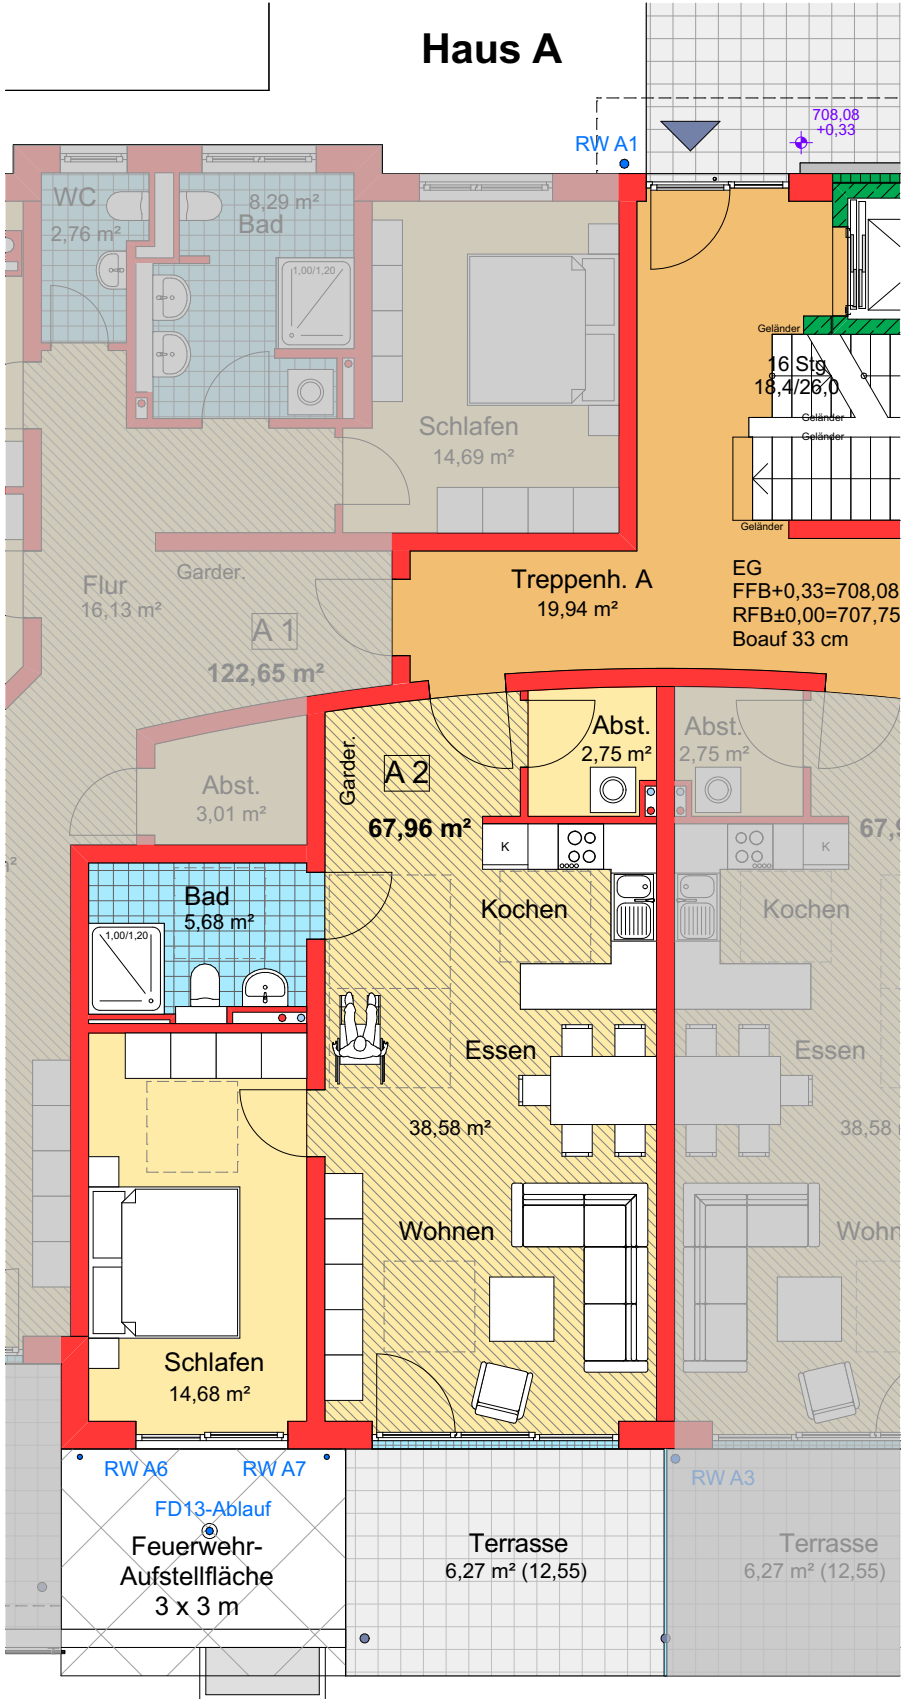 Haus A
708,08
+0,33
RW A1
WC
2,76 m²
8,29 m²
Bad
1,00/1,20
Geländer
16 Stg
18,4/26,0
Geländer
Geländer
Geländer
Schlafen
14,69 m²
Flur
16,13 m²
Garder.
A 1
122,65 m²
Treppenh. A
19,94 m²
EG
FFB+0,33=708,08
RFB±0,00=707,75
Boauf 33 cm
Abst.
3,01 m²
Garder.
A 2
67,96 m²
Abst.
2,75 m²
Abst.
2,75 m²
67,9
K
K
Bad
5,68 m²
1,00/1,20
Kochen
Kochen
Essen
Essen
38,58 m²
38,58
Wohnen
Wohn
Schlafen
14,68 m²
RW A6
RW A7
FD13-Ablauf
Feuerwehr-
Aufstellfläche
3 x 3 m
Terrasse
6,27 m² (12,55)
RW A3
Terrasse
6,27 m² (12,55)